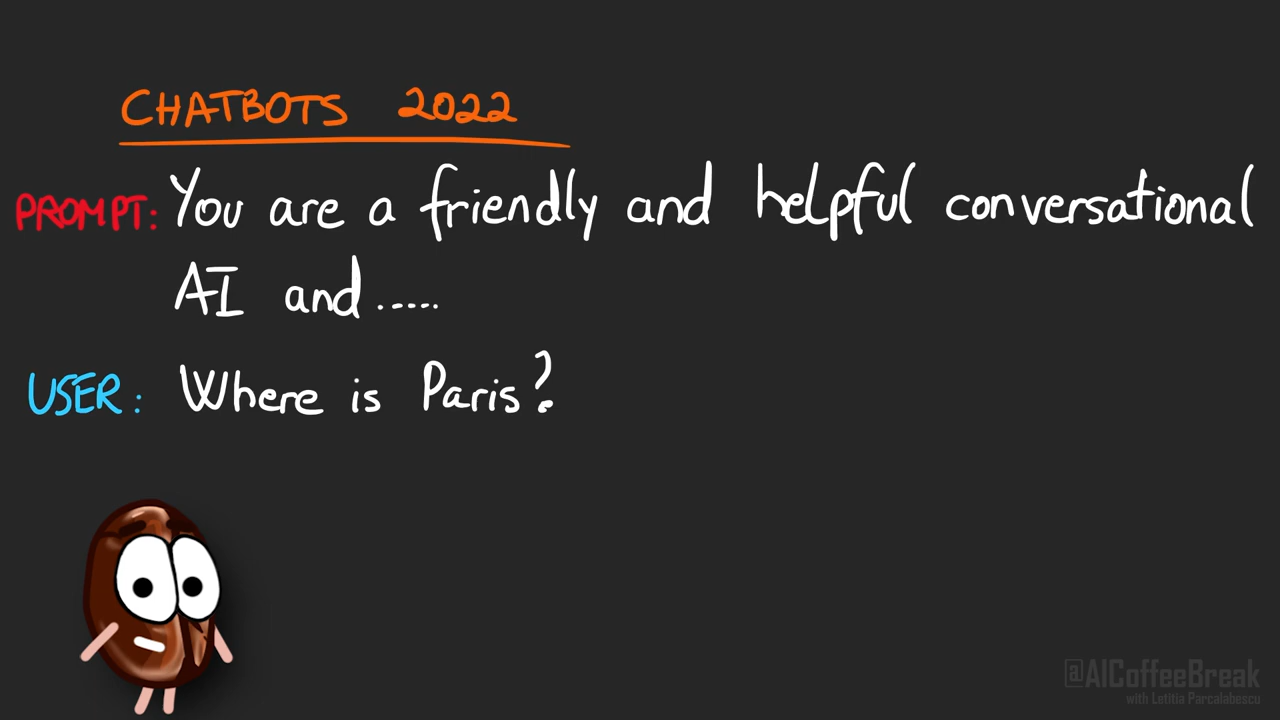 CHATBOTS 2022
PROMPT: You are a friendly and helpful conversational
AI and .....
USER: Where is Paris?
@AICoffeeBreak
with Letitia Parcalabescu